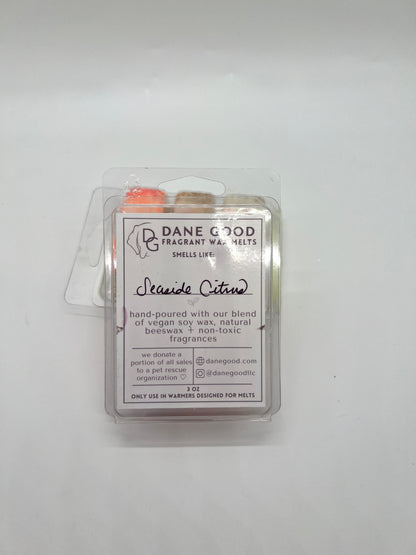 DG
DANE GOOD
FRAGRANT WAX MELTS
SMELLS LIKE:
Seaside Citrus
hand-poured with our blend
of vegan soy wax, natural
beeswax + non-toxic
fragrances
we donate a
portion of all sales
to a pet rescue
organization ♡
danegood.com
@danegoodllc
3 OZ
ONLY USE IN WARMERS DESIGNED FOR MELTS